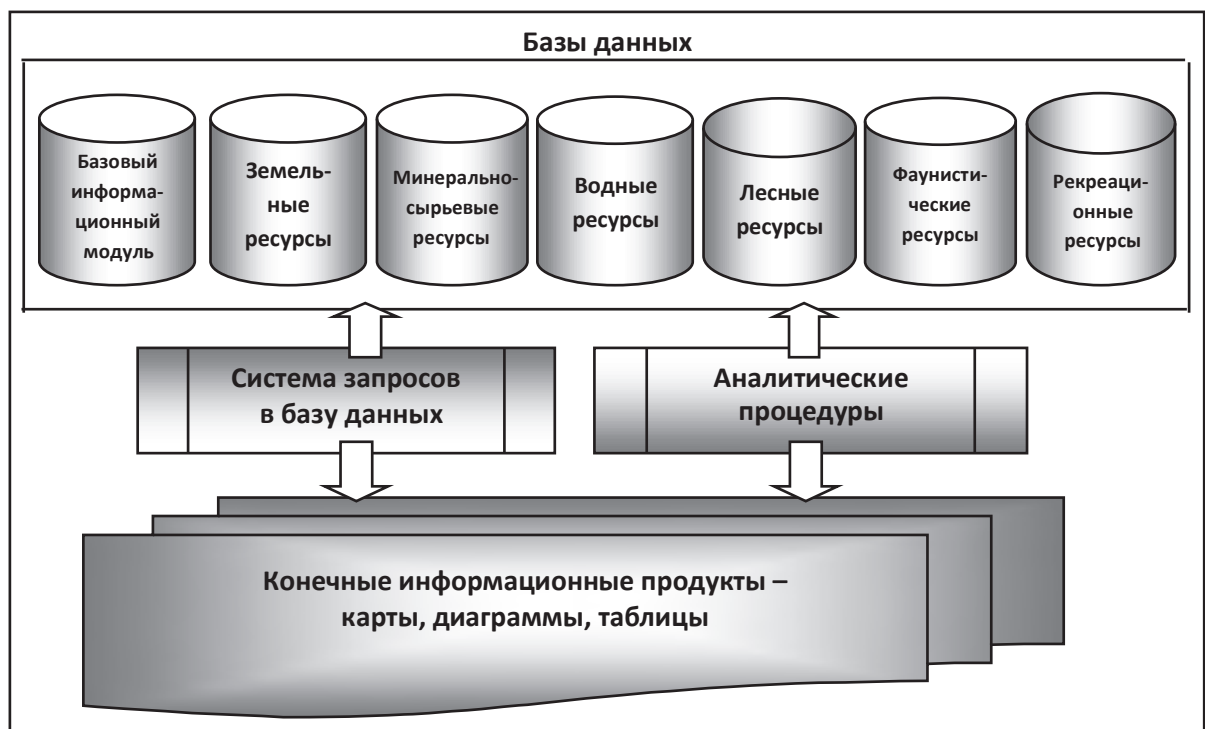 Базы данных
Базовый
информа-
ционный
модуль
Земель-
ные
ресурсы
Минерально-
сырьевые
ресурсы
Водные
ресурсы
Лесные
ресурсы
Фаунисти-
ческие
ресурсы
Рекреаци-
онные
ресурсы
Система запросов
в базу данных
Аналитические
процедуры
Конечные информационные продукты –
карты, диаграммы, таблицы